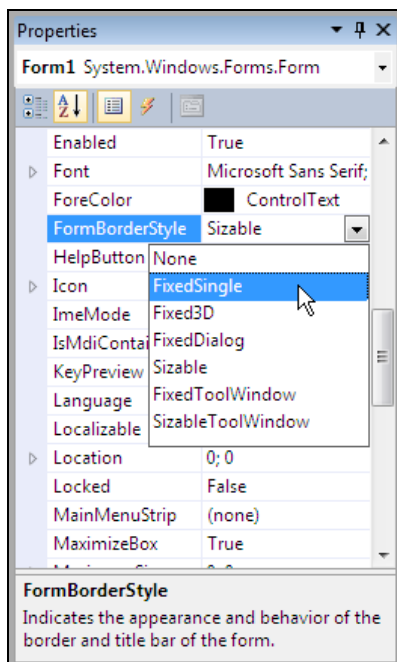 Properties
Form1 System.Windows.Forms.Form
Enabled True
Font Microsoft Sans Serif;
ForeColor ControlText
FormBorderStyle Sizable
HelpButton None
Icon FixedSingle
ImeMode Fixed3D
IsMdiContai FixedDialog
KeyPreview Sizable
Language FixedToolWindow
Localizable SizableToolWindow
Location 0; 0
Locked False
MainMenuStrip (none)
MaximizeBox True
FormBorderStyle
Indicates the appearance and behavior of the
border and title bar of the form.